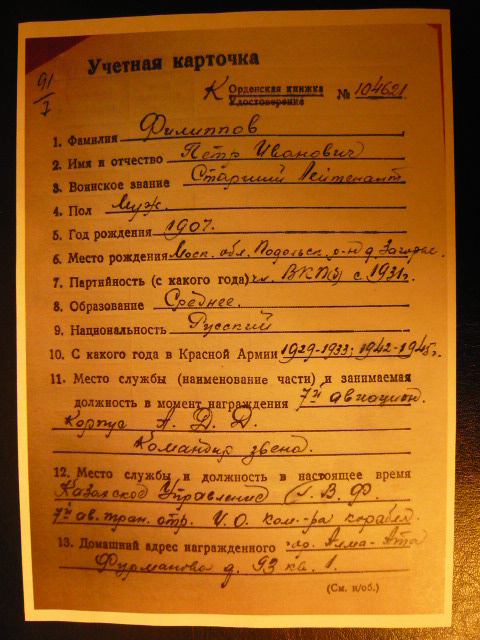 91/7
Учетная карточка
К Орденская книжка № 104621
Удостоверение
1. Фамилия Филиппов
2. Имя и отчество Петр Иванович
3. Воинское звание Старший Лейтенант
4. Пол Муж.
5. Год рождения 1907.
6. Место рождения Моск. обл. Подольск. р-н д. Загорье.
7. Партийность (с какого года) чл. ВКП(б) с 1931г.
8. Образование Среднее.
9. Национальность Русский
10. С какого года в Красной Армии 1929-1933; 1942-1945г.
11. Место службы (наименование части) и занимаемая
должность в момент награждения 7й авиацион.
Корпус А. Д. Д.
Командир звена.
12. Место службы и должность в настоящее время
Казахское Управление Г. В. Ф.
7й ав. тран. отр. ком-ра корабля.
13. Домашний адрес награжденного гор. Алма-Ата
Фурманова д. 93 кв. 1.
(См. н/об.)